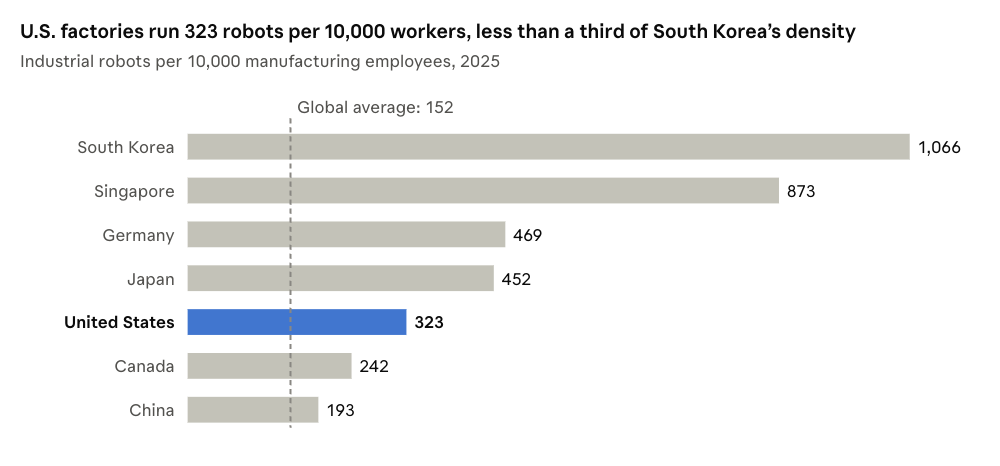 U.S. factories run 323 robots per 10,000 workers, less than a third of South Korea’s density
Industrial robots per 10,000 manufacturing employees, 2025
Global average: 152
South Korea 1,066
Singapore 873
Germany 469
Japan 452
United States 323
Canada 242
China 193